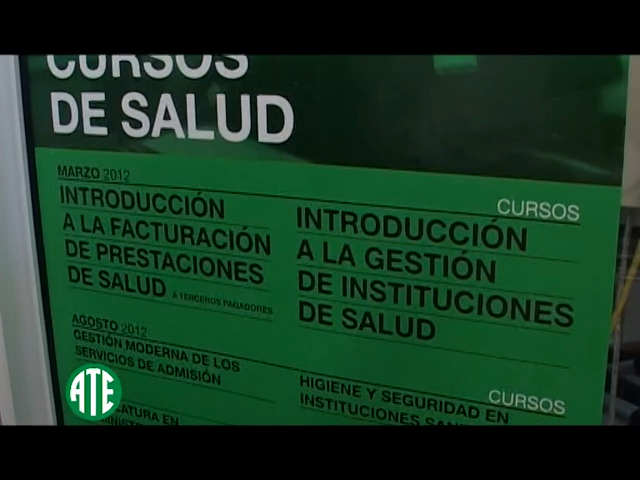 CURSOS
DE SALUD
MARZO 2012
INTRODUCCIÓN
A LA FACTURACIÓN
DE PRESTACIONES
DE SALUD A TERCEROS PAGADORES
CURSOS
INTRODUCCIÓN
A LA GESTIÓN
DE INSTITUCIONES
DE SALUD
AGOSTO 2012
GESTIÓN MODERNA DE LOS
SERVICIOS DE ADMISIÓN
CURSOS
HIGIENE Y SEGURIDAD EN
INSTITUCIONES
EN
ATE